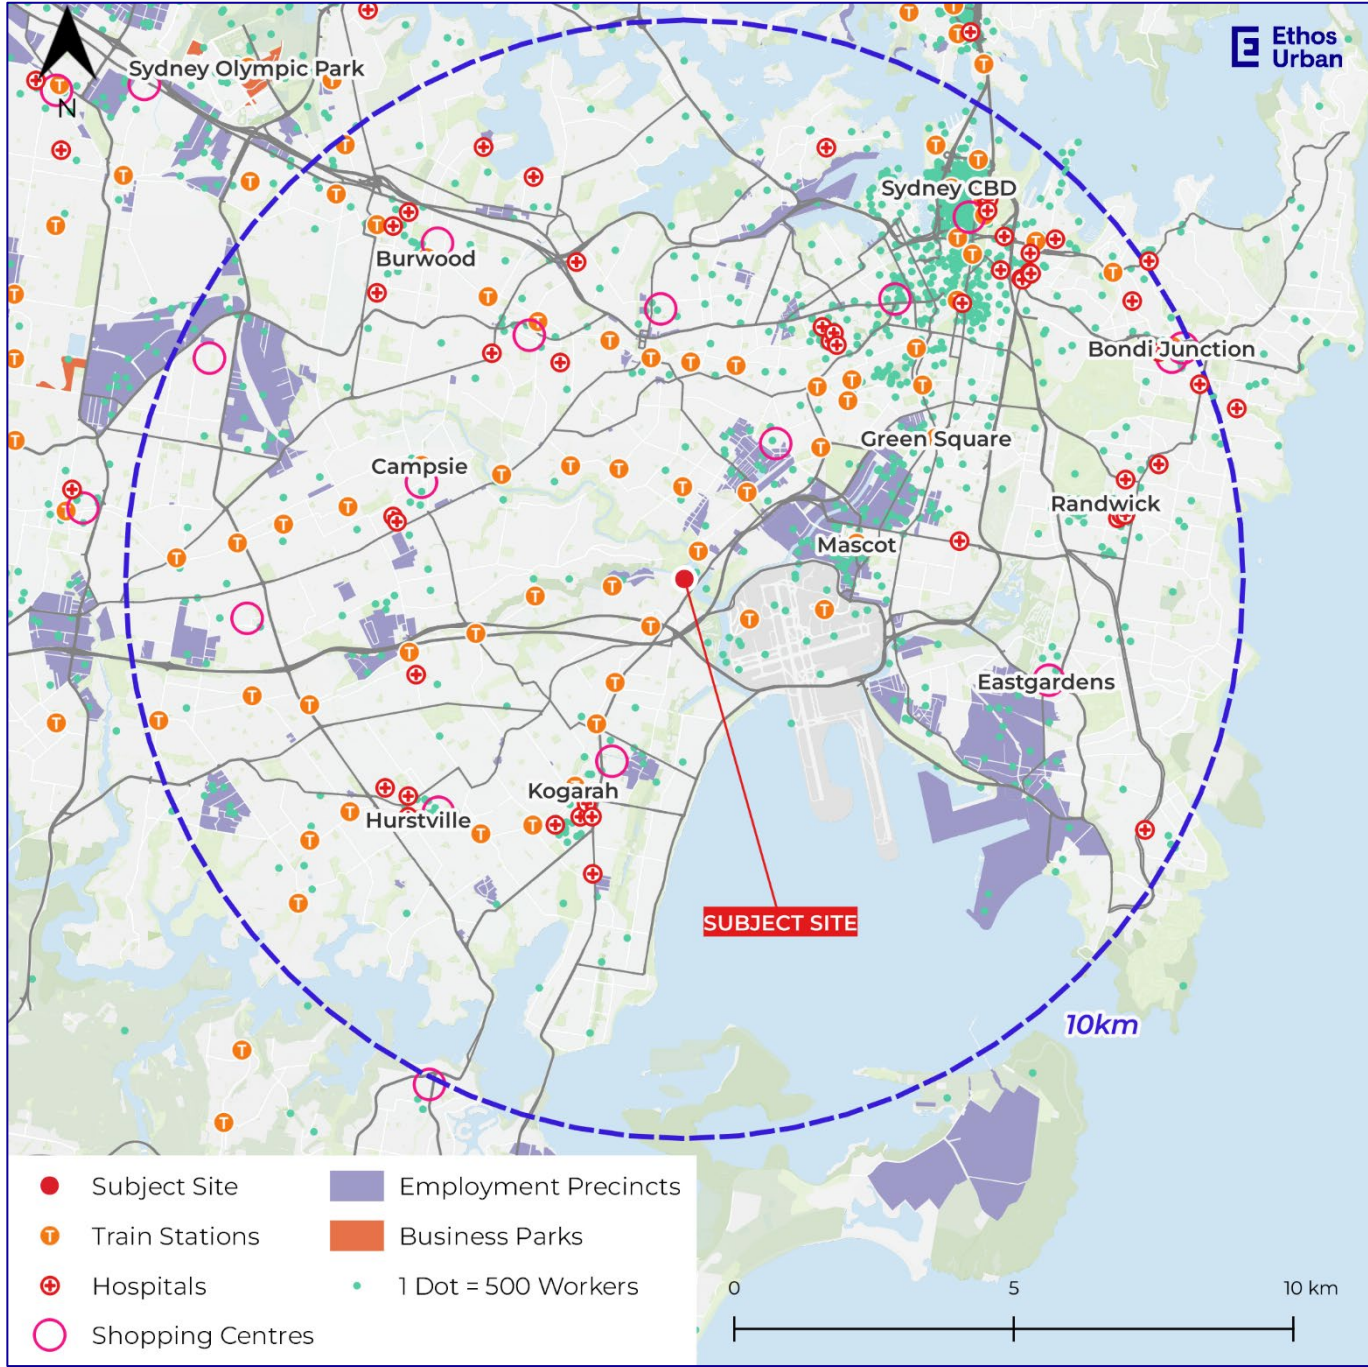 Ethos
Urban
Sydney Olympic Park
N
Sydney CBD
Burwood
Bondi Junction
Green Square
Campsie
Randwick
Mascot
Eastgardens
Kogarah
Hurstville
SUBJECT SITE
10km
Subject Site
Employment Precincts
T Train Stations
Business Parks
Hospitals
1 Dot = 500 Workers
Shopping Centres
0 5 10 km